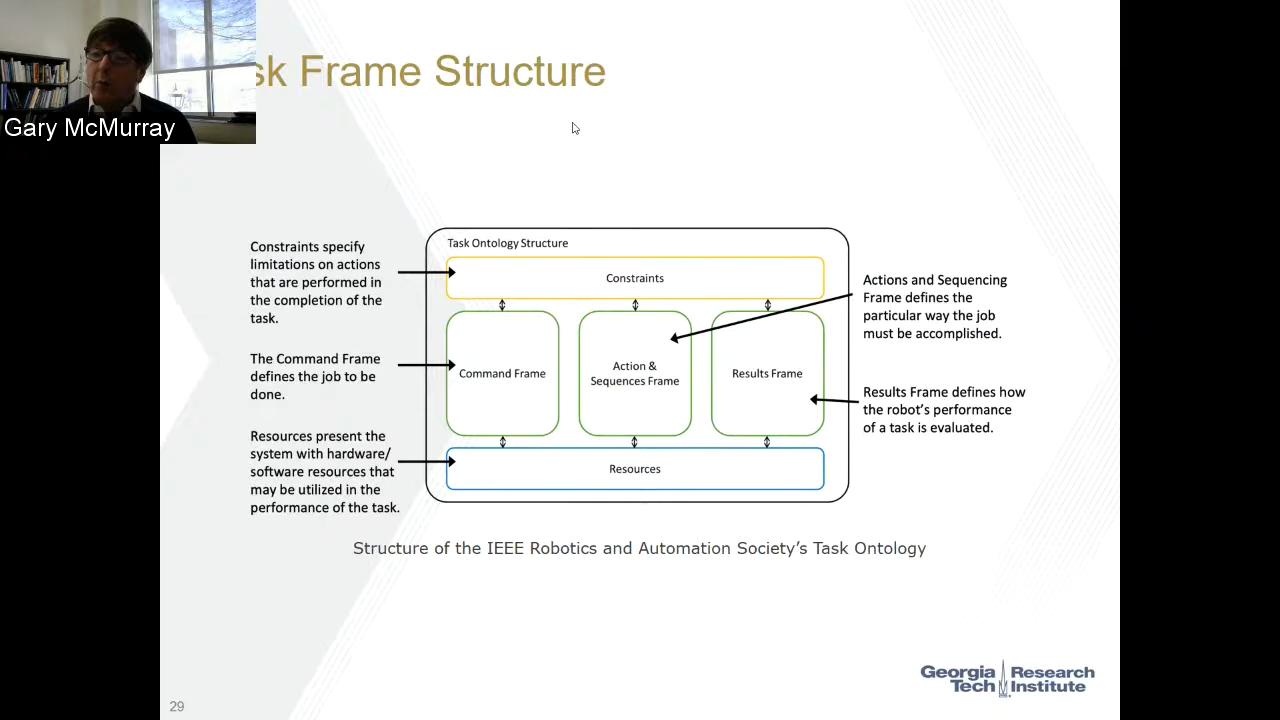 sk Frame Structure
Gary McMurray
Constraints specify
limitations on actions
that are performed in
the completion of the
task.
The Command Frame
defines the job to be
done.
Resources present the
system with hardware/
software resources that
may be utilized in the
performance of the task.
Task Ontology Structure
Constraints
Command Frame
Action &
Sequences Frame
Results Frame
Resources
Actions and Sequencing
Frame defines the
particular way the job
must be accomplished.
Results Frame defines how
the robot's performance
of a task is evaluated.
Structure of the IEEE Robotics and Automation Society's Task Ontology
Georgia Research
Tech Institute
29